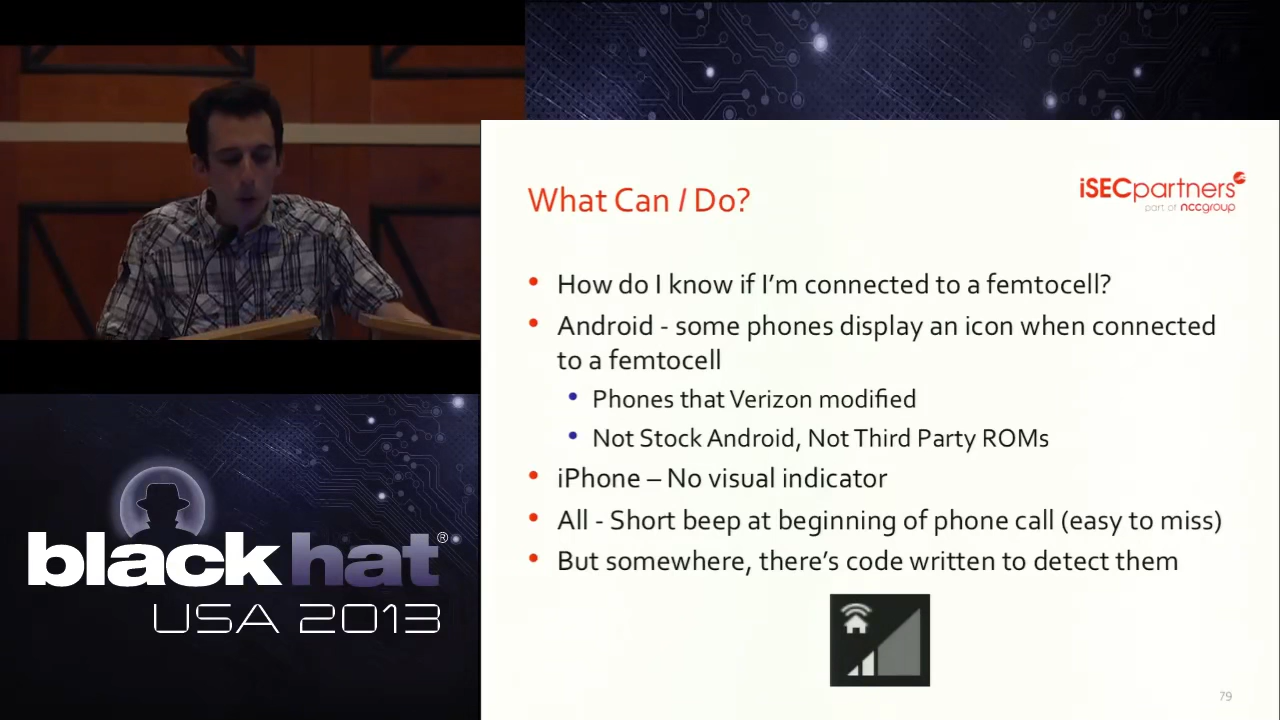 What Can I Do?
iSECpartners
part of nccgroup
• How do I know if I'm connected to a femtocell?
• Android - some phones display an icon when connected
to a femtocell
• Phones that Verizon modified
• Not Stock Android, Not Third Party ROMs
• iPhone – No visual indicator
• All - Short beep at beginning of phone call (easy to miss)
• But somewhere, there's code written to detect them
79
black hat®
USA 2013